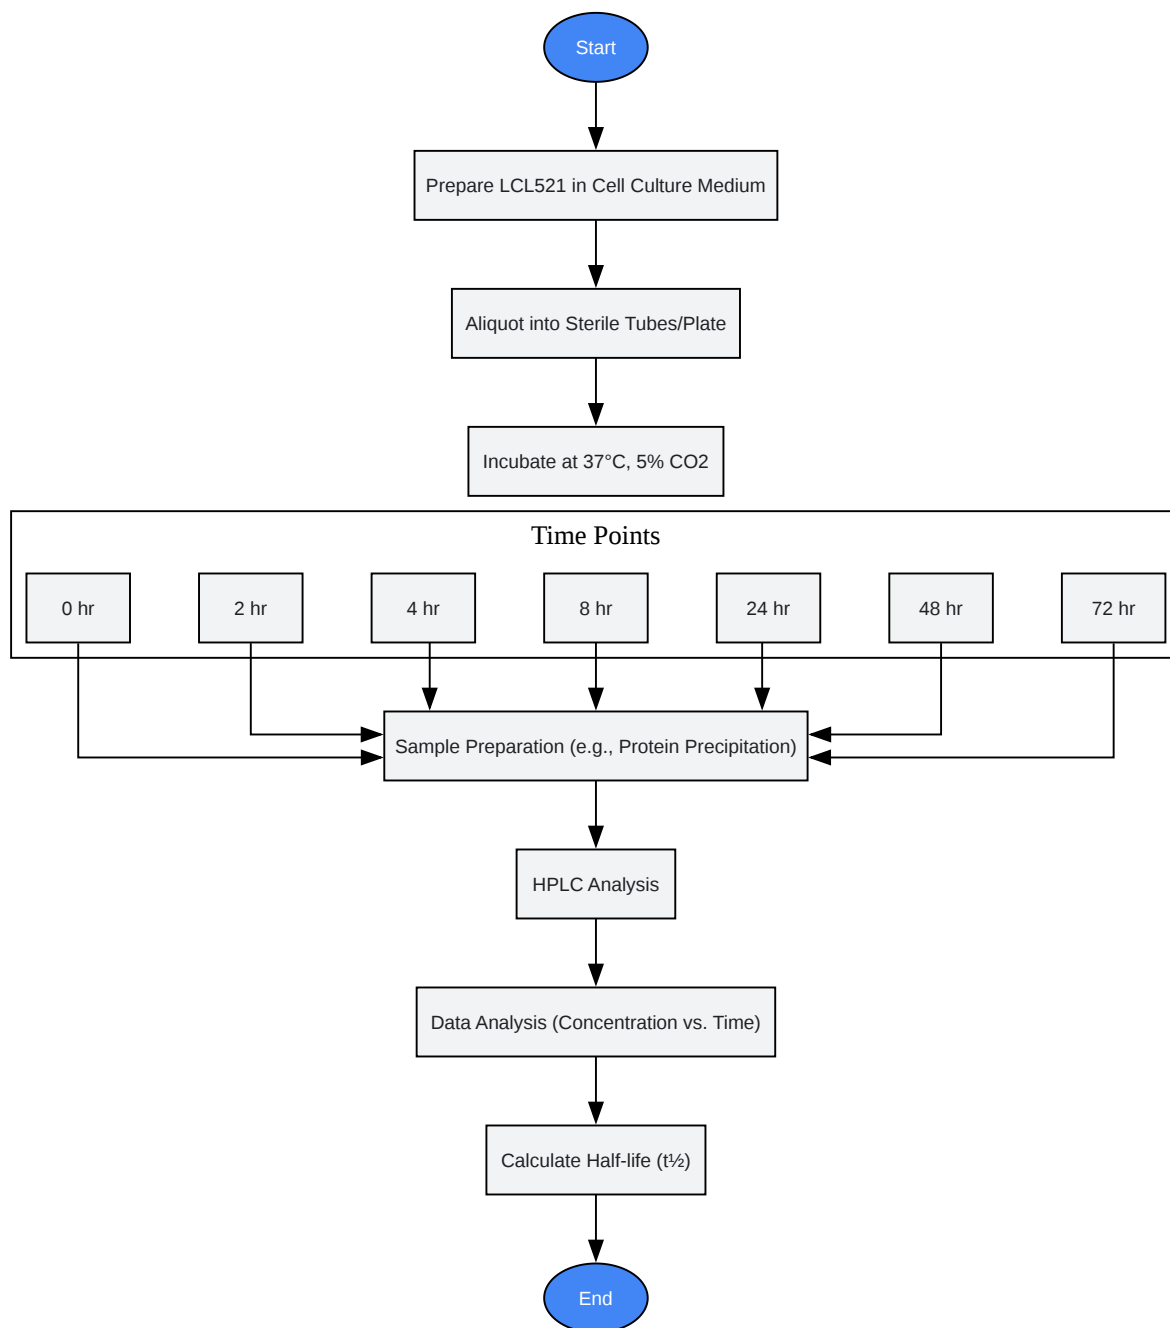 Start
Prepare LCL521 in Cell Culture Medium
Aliquot into Sterile Tubes/Plate
Incubate at 37°C, 5% CO2
Time Points
0 hr
2 hr
4 hr
8 hr
24 hr
48 hr
72 hr
Sample Preparation (e.g., Protein Precipitation)
HPLC Analysis
Data Analysis (Concentration vs. Time)
Calculate Half-life (t½)
End